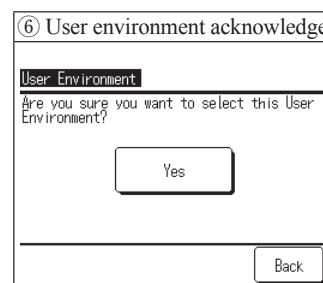 ⑥ User environment acknowledge
User Environment
Are you sure you want to select this User
Environment?
Yes
Back